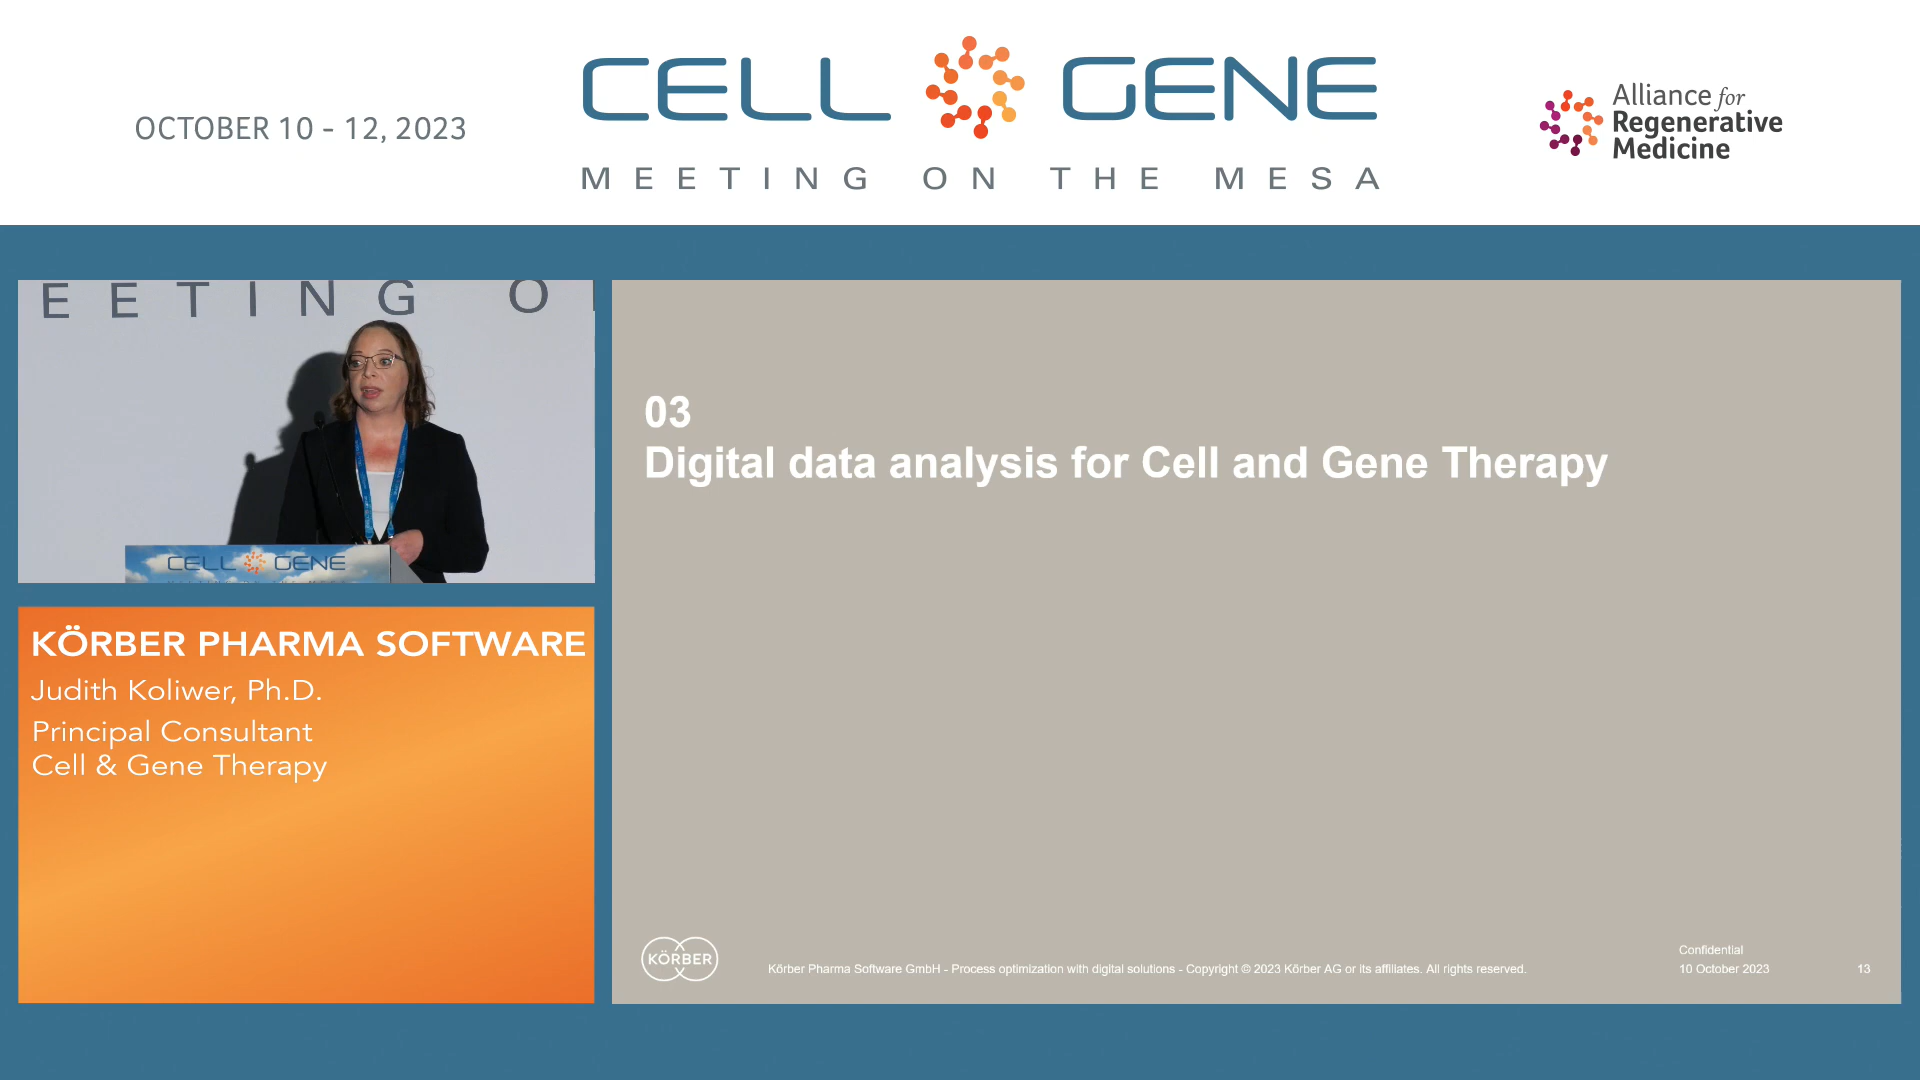 OCTOBER 10 - 12, 2023
CELL GENE
MEETING ON THE MESA
Alliance for
Regenerative
Medicine
EETING O
CELL GENE
KÖRBER PHARMA SOFTWARE
Judith Koliwer, Ph.D.
Principal Consultant
Cell & Gene Therapy
03
Digital data analysis for Cell and Gene Therapy
KÖRBER
Körber Pharma Software GmbH - Process optimization with digital solutions - Copyright © 2023 Körber AG or its affiliates. All rights reserved.
Confidential
10 October 2023
13